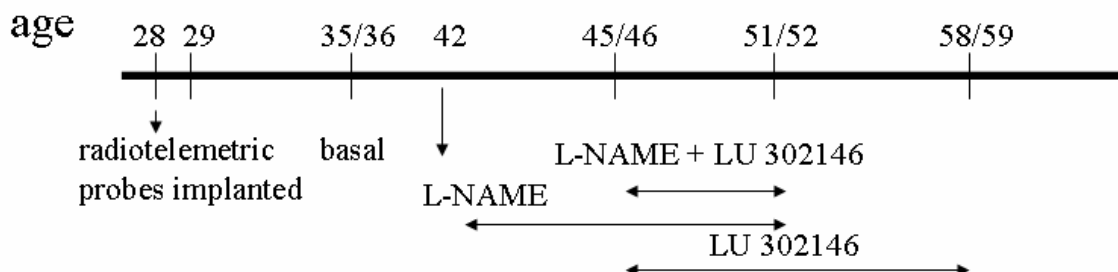 age
28 29 35/36 42 45/46 51/52 58/59
radiotelemetric basal
probes implanted
L-NAME + LU 302146
L-NAME
LU 302146